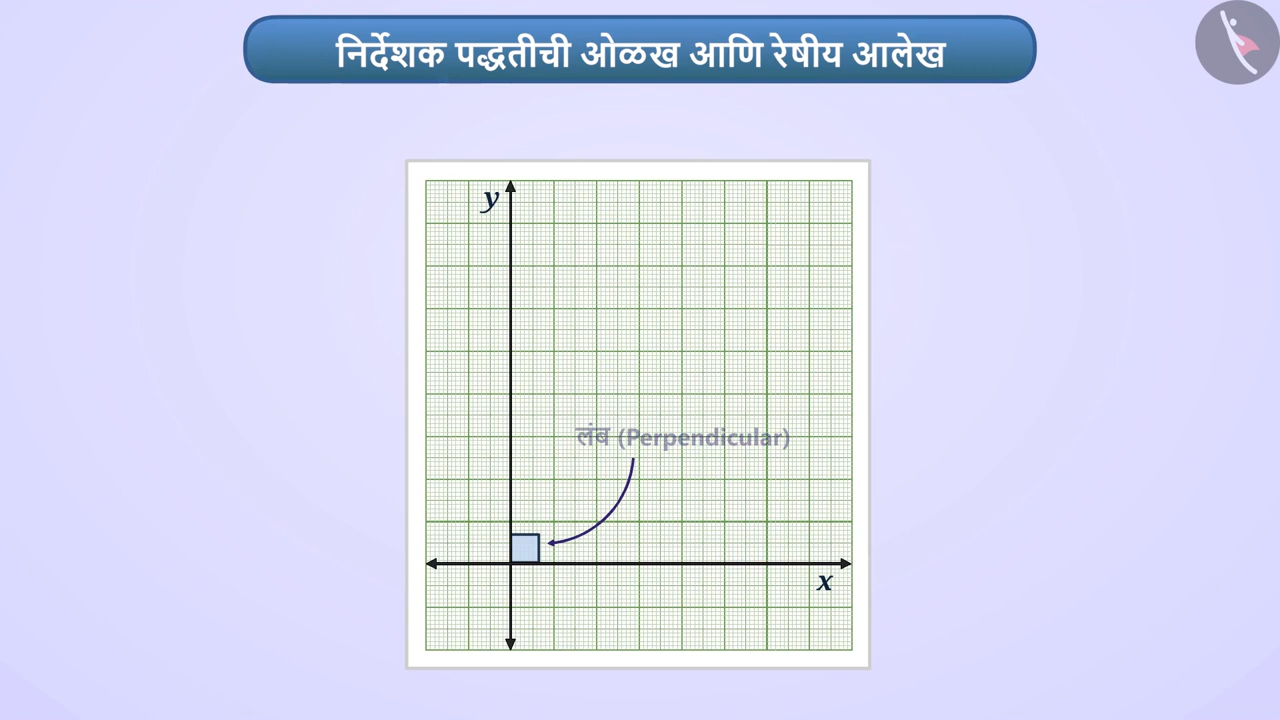 निर्देशक पद्धतीची ओळख आणि रेषीय आलेख
y
लंब (Perpendicular)
x